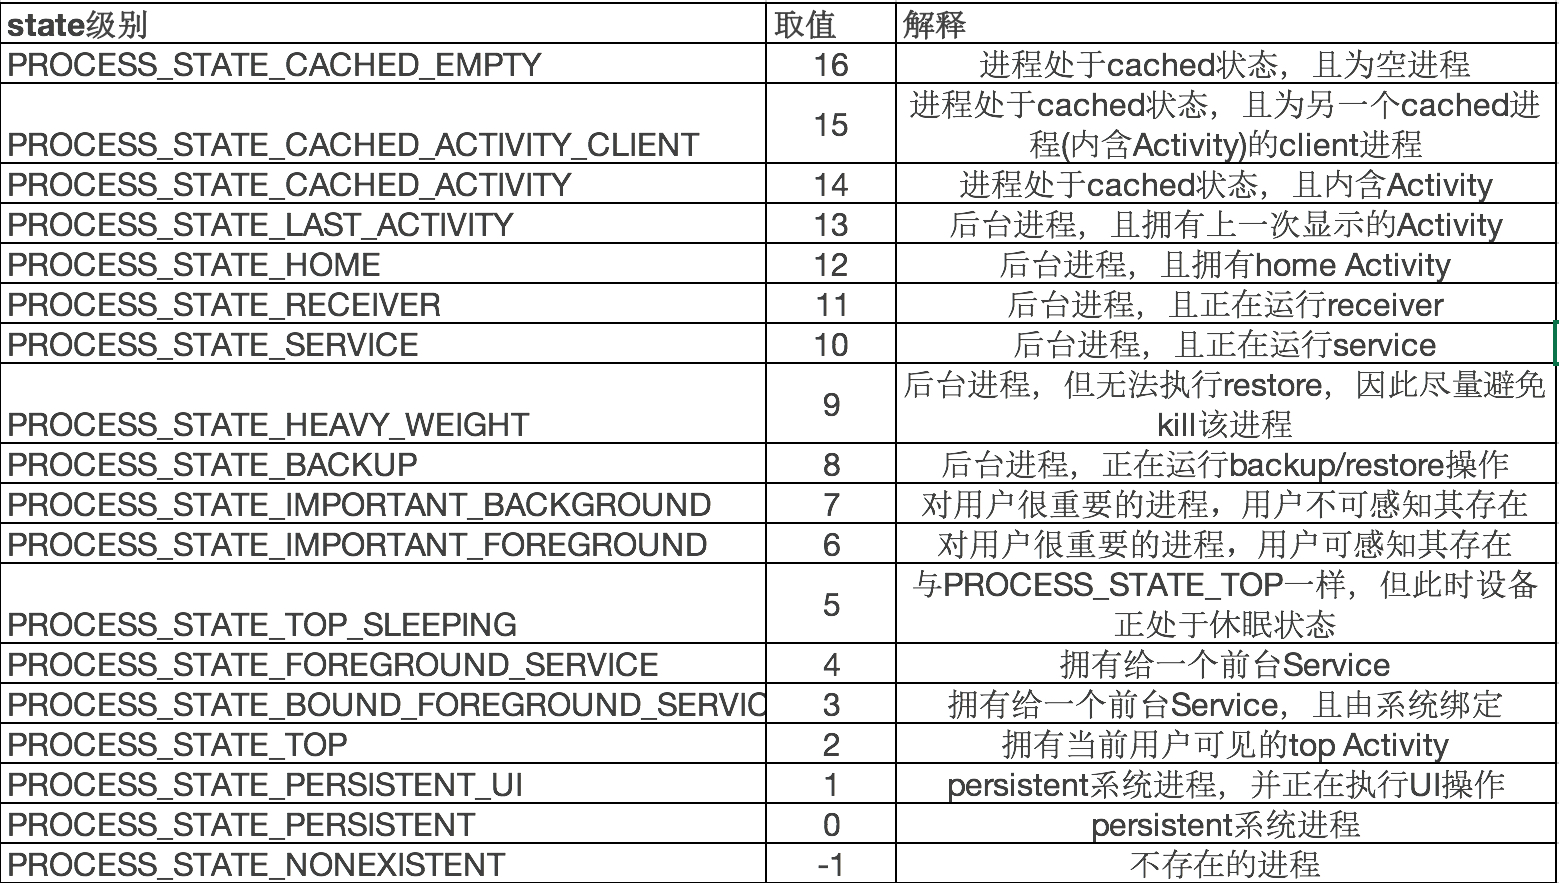 state级别 取值 解释
PROCESS_STATE_CACHED_EMPTY 16 进程处于cached状态，且为空进程
PROCESS_STATE_CACHED_ACTIVITY_CLIENT 15 进程处于cached状态，且为另一个cached进
程(内含Activity)的client进程
PROCESS_STATE_CACHED_ACTIVITY 14 进程处于cached状态，且内含Activity
PROCESS_STATE_LAST_ACTIVITY 13 后台进程，且拥有上一次显示的Activity
PROCESS_STATE_HOME 12 后台进程，且拥有home Activity
PROCESS_STATE_RECEIVER 11 后台进程，且正在运行receiver
PROCESS_STATE_SERVICE 10 后台进程，且正在运行service
PROCESS_STATE_HEAVY_WEIGHT 9 后台进程，但无法执行restore，因此尽量避免
kill该进程
PROCESS_STATE_BACKUP 8 后台进程，正在运行backup/restore操作
PROCESS_STATE_IMPORTANT_BACKGROUND 7 对用户很重要的进程，用户不可感知其存在
PROCESS_STATE_IMPORTANT_FOREGROUND 6 对用户很重要的进程，用户可感知其存在
PROCESS_STATE_TOP_SLEEPING 5 与PROCESS_STATE_TOP一样，但此时设备
正处于休眠状态
PROCESS_STATE_FOREGROUND_SERVICE 4 拥有给一个前台Service
PROCESS_STATE_BOUND_FOREGROUND_SERVIC 3 拥有给一个前台Service，且由系统绑定
PROCESS_STATE_TOP 2 拥有当前用户可见的top Activity
PROCESS_STATE_PERSISTENT_UI 1 persistent系统进程，并正在执行UI操作
PROCESS_STATE_PERSISTENT 0 persistent系统进程
PROCESS_STATE_NONEXISTENT -1 不存在的进程